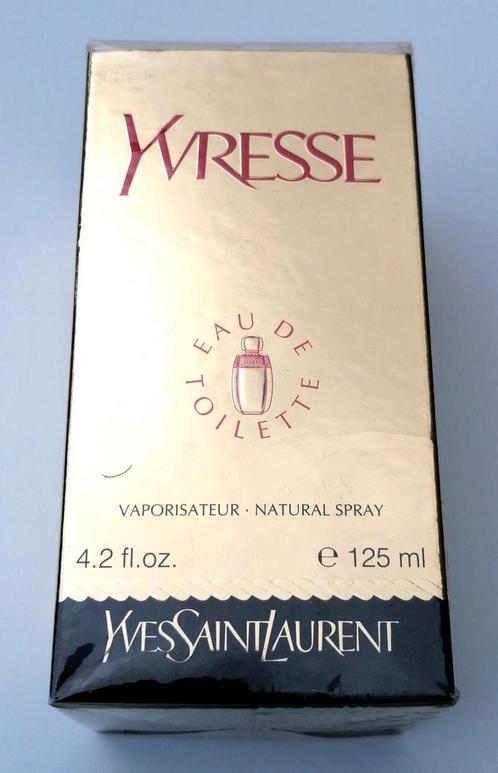 YVRESSE
EAU DE
TOILETTE
VAPORISATEUR · NATURAL SPRAY
4.2 fl.oz. ℮ 125 ml
YVESSAINTLAURENT